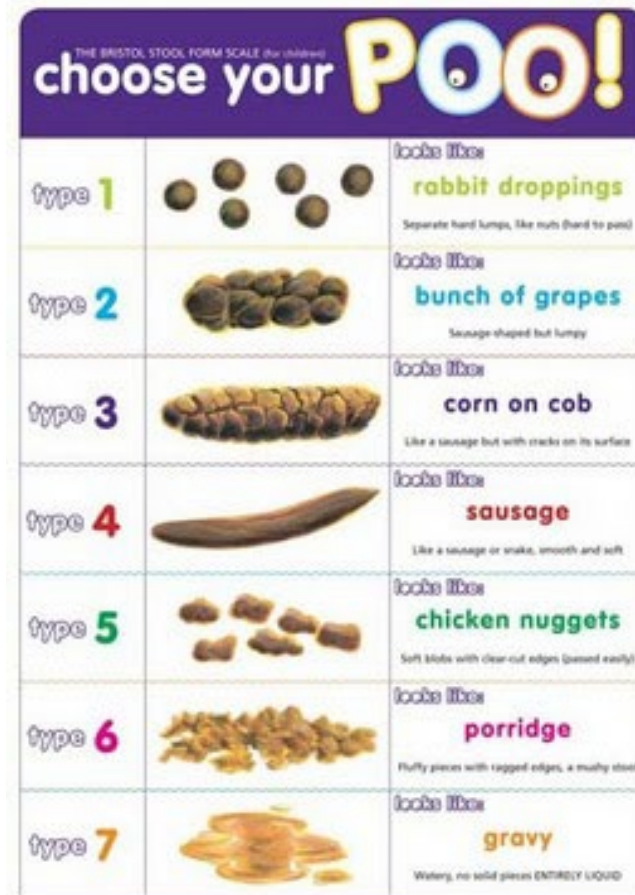 THE BRISTOL STOOL FORM SCALE (for children)
choose your POO!
type 1
looks like:
rabbit droppings
Separate hard lumps, like nuts (hard to pass)
type 2
looks like:
bunch of grapes
Sausage-shaped but lumpy
type 3
looks like:
corn on cob
Like a sausage but with cracks on its surface
type 4
looks like:
sausage
Like a sausage or snake, smooth and soft
type 5
looks like:
chicken nuggets
Soft blobs with clear-cut edges (passed easily)
type 6
looks like:
porridge
Fluffy pieces with ragged edges, a mushy stool
type 7
looks like:
gravy
Watery, no solid pieces ENTIRELY LIQUID